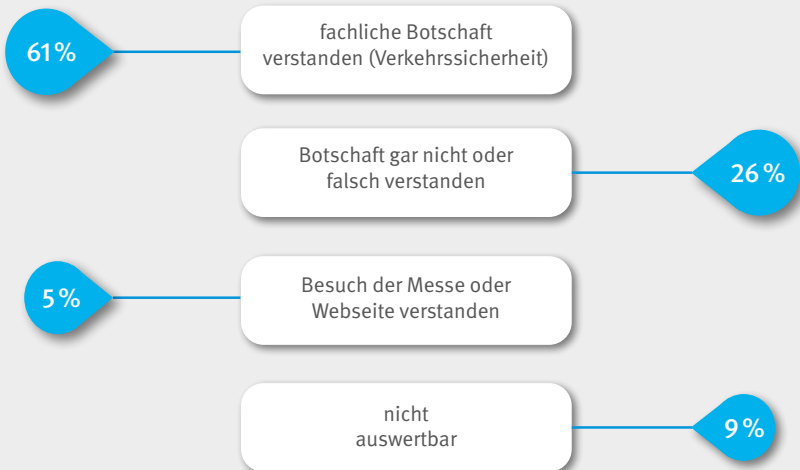 61%
fachliche Botschaft
verstanden (Verkehrssicherheit)
Botschaft gar nicht oder
falsch verstanden
26 %
5 %
Besuch der Messe oder
Webseite verstanden
nicht
auswertbar
9 %